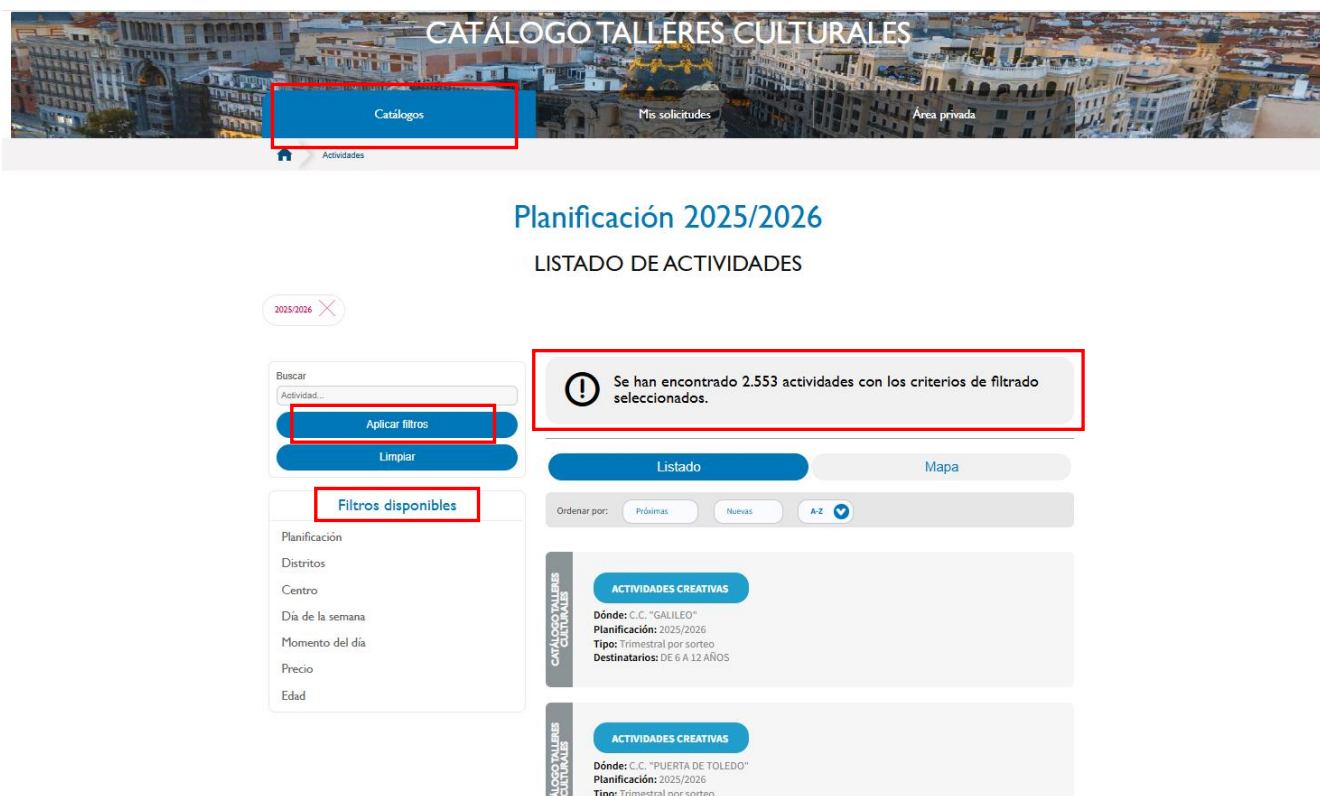 CATÁLOGO TALLERES CULTURALES
Catálogos
Mis solicitudes
Área privada
Actividades
Planificación 2025/2026
LISTADO DE ACTIVIDADES
2025/2026
Buscar
Actividad...
Aplicar filtros
Limpiar
Filtros disponibles
Planificación
Distritos
Centro
Día de la semana
Momento del día
Precio
Edad
Se han encontrado 2.553 actividades con los criterios de filtrado
seleccionados.
Listado
Mapa
Ordenar por:
Próximas
Nuevas
A-Z
CATÁLOGO TALLERES
CULTURALES
ACTIVIDADES CREATIVAS
Dónde: C.C. "GALILEO"
Planificación: 2025/2026
Tipo: Trimestral por sorteo
Destinatarios: DE 6 A 12 AÑOS
TALLERES
CULTURALES
ACTIVIDADES CREATIVAS
Dónde: C.C. "PUERTA DE TOLEDO"
Planificación: 2025/2026
Tipo: Trimestral por sorteo